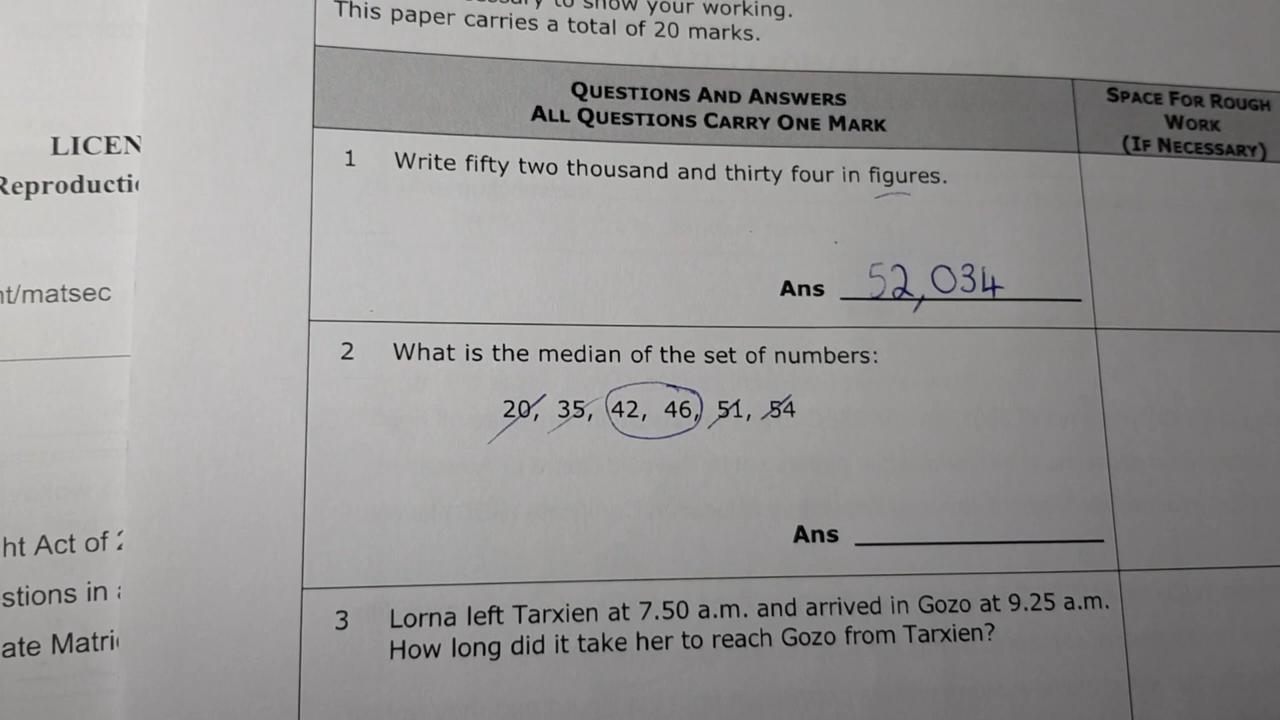 to show your working.
This paper carries a total of 20 marks.
QUESTIONS AND ANSWERS
ALL QUESTIONS CARRY ONE MARK
SPACE FOR ROUGH
WORK
(IF NECESSARY)
1 Write fifty two thousand and thirty four in figures.
Ans 52,034
2 What is the median of the set of numbers:
20, 35, 42, 46, 51, 54
Ans
3 Lorna left Tarxien at 7.50 a.m. and arrived in Gozo at 9.25 a.m.
How long did it take her to reach Gozo from Tarxien?
LICEN
Reproducti
nt/matsec
ht Act of
stions in
ate Matri